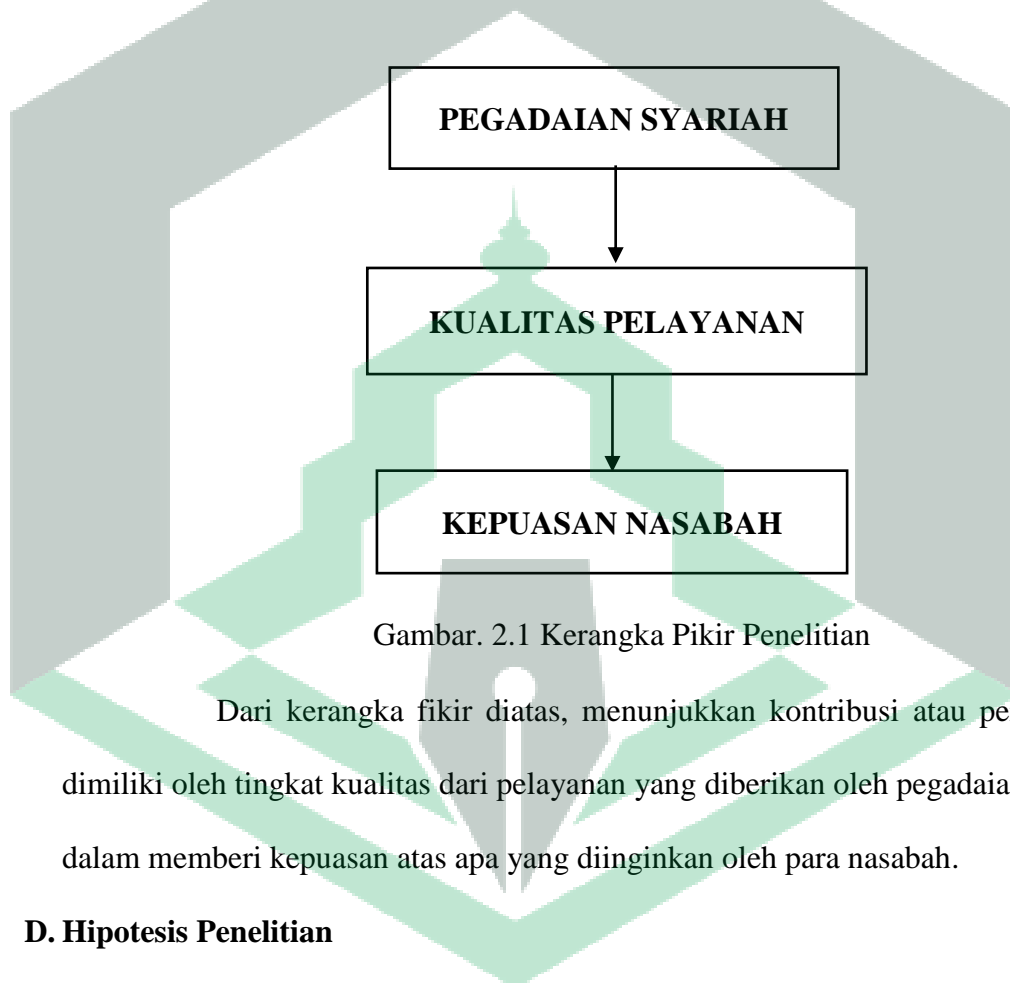 PEGADAIAN SYARIAH
KUALITAS PELAYANAN
KEPUASAN NASABAH
Gambar. 2.1 Kerangka Pikir Penelitian
Dari kerangka fikir diatas, menunjukkan kontribusi atau pe
dimiliki oleh tingkat kualitas dari pelayanan yang diberikan oleh pegadaia
dalam memberi kepuasan atas apa yang diinginkan oleh para nasabah.
D. Hipotesis Penelitian